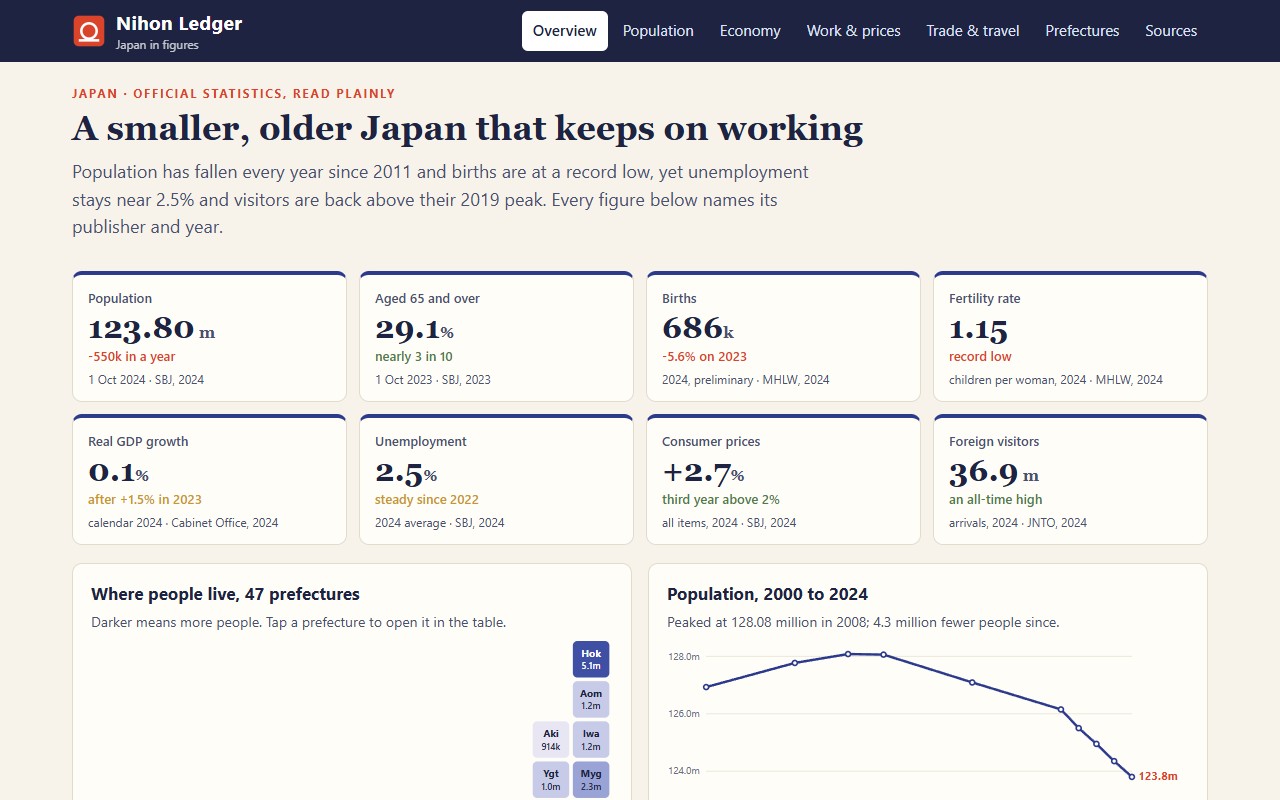 Nihon Ledger
Japan in figures
Overview
Population
Economy
Work & prices
Trade & travel
Prefectures
Sources
JAPAN · OFFICIAL STATISTICS, READ PLAINLY
A smaller, older Japan that keeps on working
Population has fallen every year since 2011 and births are at a record low, yet unemployment
stays near 2.5% and visitors are back above their 2019 peak. Every figure below names its
publisher and year.
Population
123.80 m
-550k in a year
1 Oct 2024 · SBJ, 2024
Aged 65 and over
29.1%
nearly 3 in 10
1 Oct 2023 · SBJ, 2023
Births
686k
-5.6% on 2023
2024, preliminary · MHLW, 2024
Fertility rate
1.15
record low
children per woman, 2024 · MHLW, 2024
Real GDP growth
0.1%
after +1.5% in 2023
calendar 2024 · Cabinet Office, 2024
Unemployment
2.5%
steady since 2022
2024 average · SBJ, 2024
Consumer prices
+2.7%
third year above 2%
all items, 2024 · SBJ, 2024
Foreign visitors
36.9 m
an all-time high
arrivals, 2024 · JNTO, 2024
Where people live, 47 prefectures
Darker means more people. Tap a prefecture to open it in the table.
Hok
5.1m
Aom
1.2m
Aki
914k
Iwa
1.2m
Ygt
1.0m
Myg
2.3m
Population, 2000 to 2024
Peaked at 128.08 million in 2008; 4.3 million fewer people since.
128.0m
126.0m
124.0m
123.8m